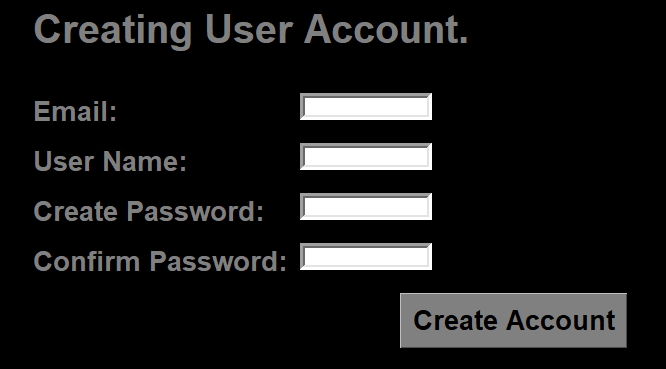 Creating User Account.
Email:
User Name:
Create Password:
Confirm Password:
Create Account